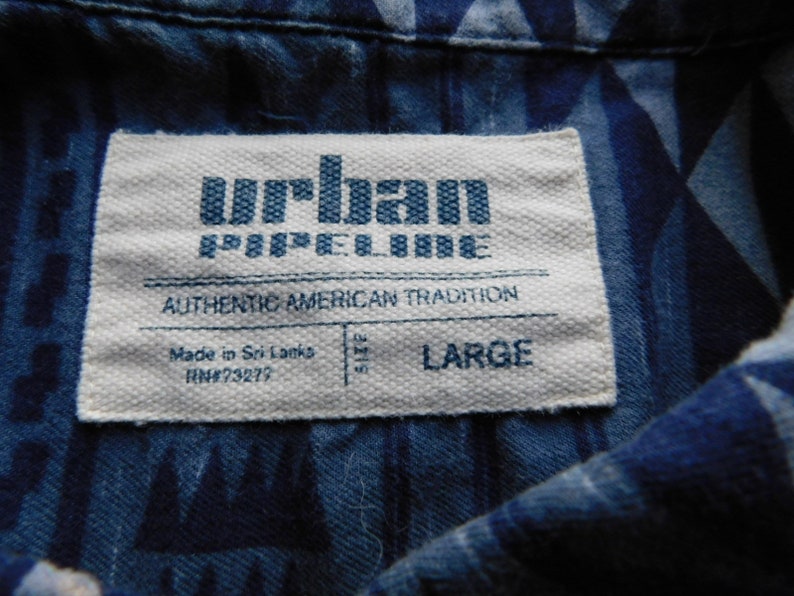 urban
PIPELINE
AUTHENTIC AMERICAN TRADITION
Made in Sri Lanka
RN#73277
SIZE
LARGE